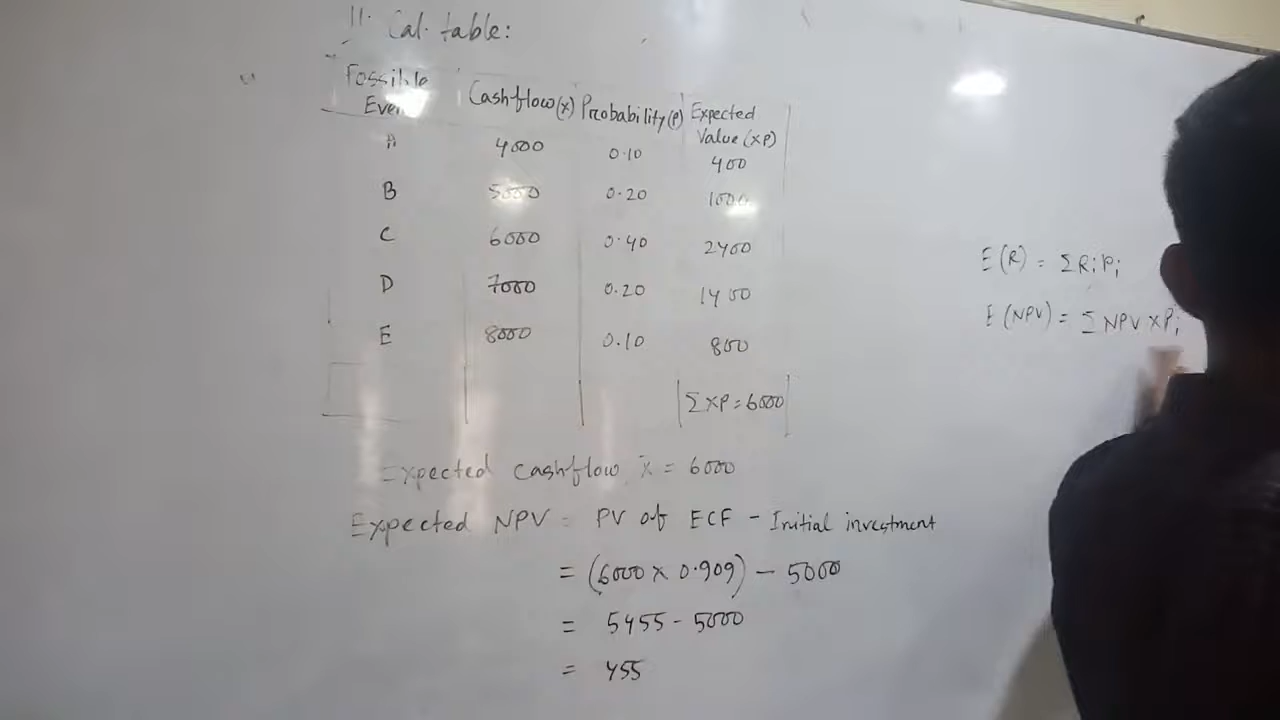 11. Cal. table:
Possible Event Cashflow(x) Probability(P) Expected Value (XP)
A 4000 0.10 400
B 5000 0.20 1000
C 6000 0.40 2400
D 7000 0.20 1400
E 8000 0.10 800
Σ XP = 6000
Expected cashflow, x̄ = 6000
Expected NPV = PV of ECF - Initial investment
= (6000 × 0.909) - 5000
= 5455 - 5000
= 455
E(R) = ΣRiPi
E(NPV) = Σ NPV × Pi